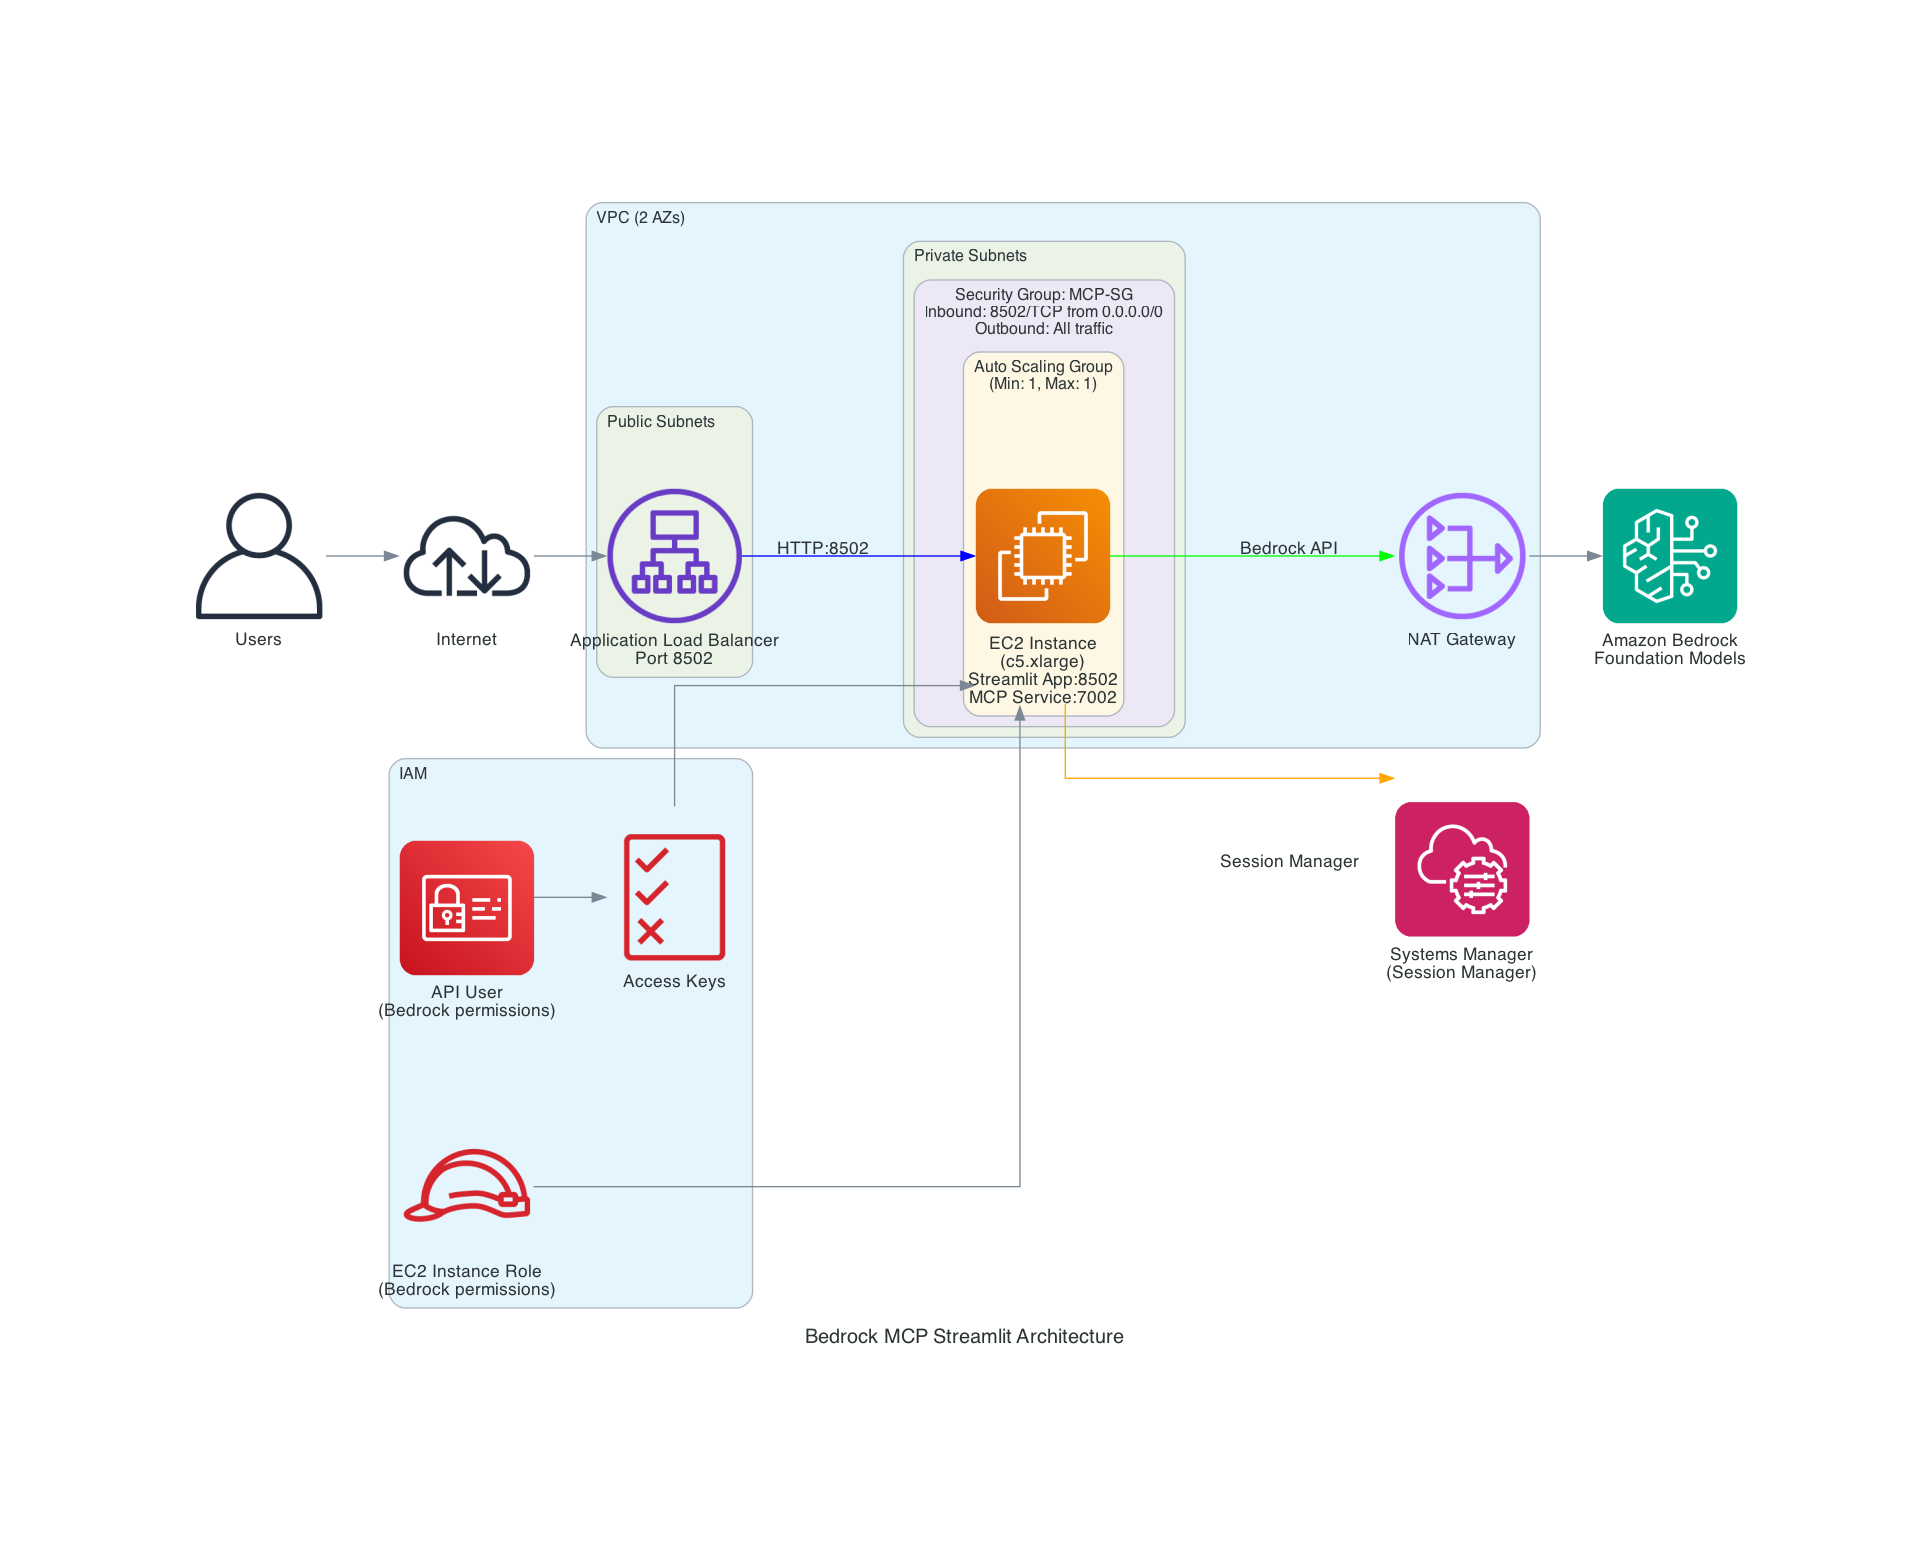 VPC (2 AZs)
Private Subnets
Security Group: MCP-SG
Inbound: 8502/TCP from 0.0.0.0/0
Outbound: All traffic
Auto Scaling Group
(Min: 1, Max: 1)
Public Subnets
HTTP:8502
Bedrock API
Users
Internet
Application Load Balancer
Port 8502
EC2 Instance
(c5.xlarge)
Streamlit App:8502
MCP Service:7002
NAT Gateway
Amazon Bedrock
Foundation Models
IAM
Session Manager
Systems Manager
(Session Manager)
Access Keys
API User
(Bedrock permissions)
EC2 Instance Role
(Bedrock permissions)
Bedrock MCP Streamlit Architecture